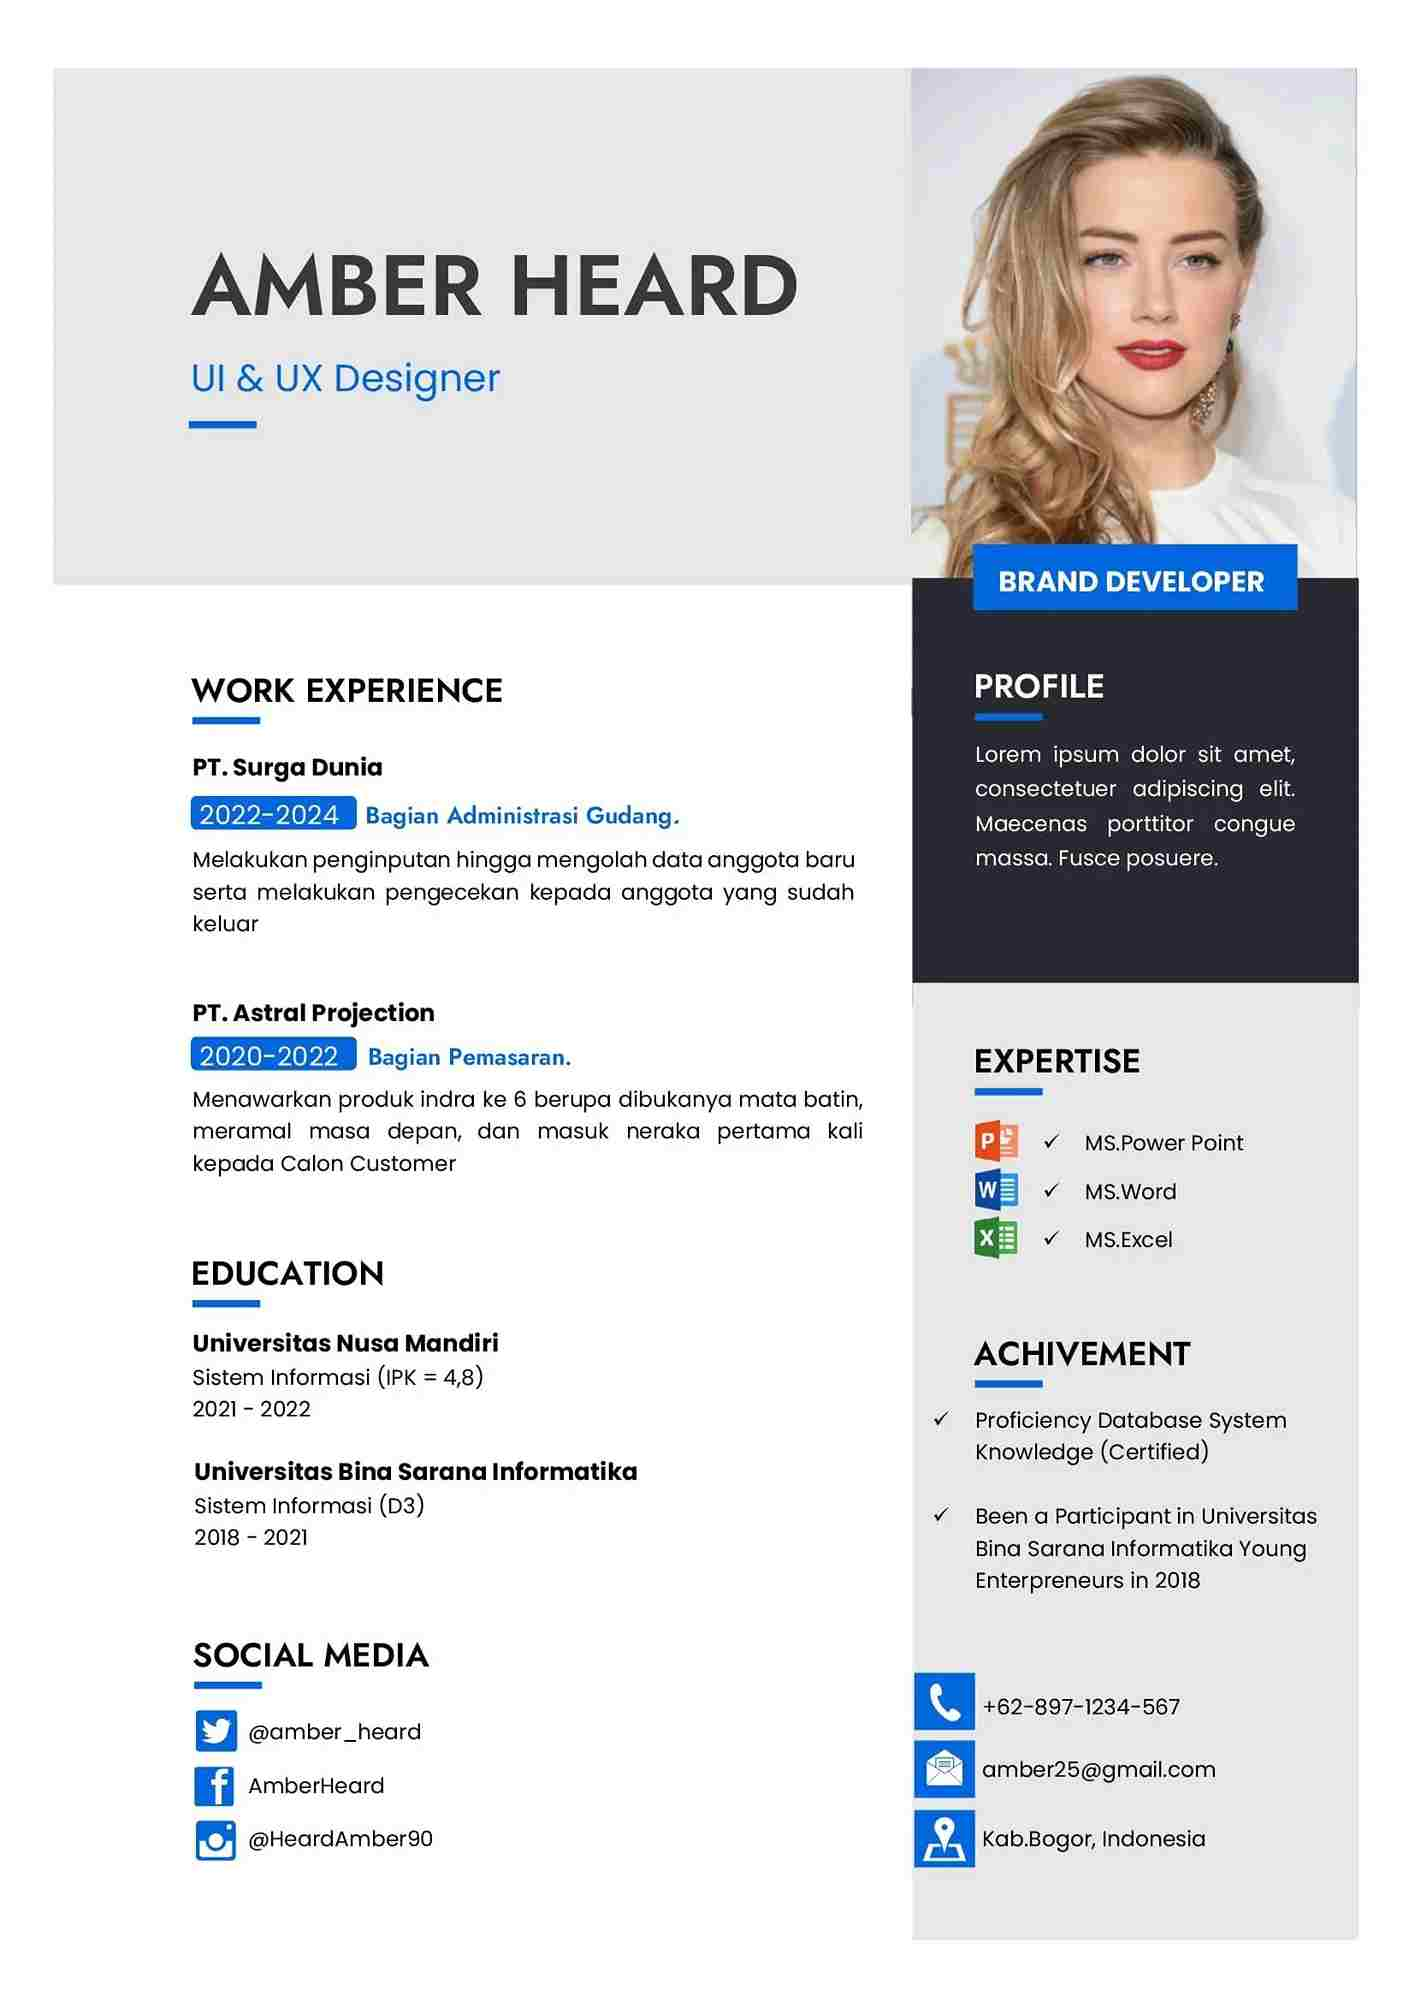 AMBER HEARD
UI & UX Designer
BRAND DEVELOPER
WORK EXPERIENCE
PT. Surga Dunia
2022-2024 Bagian Administrasi Gudang.
Melakukan penginputan hingga mengolah data anggota baru
serta melakukan pengecekan kepada anggota yang sudah
keluar
PT. Astral Projection
2020-2022 Bagian Pemasaran.
Menawarkan produk indra ke 6 berupa dibukanya mata batin,
meramal masa depan, dan masuk neraka pertama kali
kepada Calon Customer
EDUCATION
Universitas Nusa Mandiri
Sistem Informasi (IPK = 4,8)
2021 - 2022
Universitas Bina Sarana Informatika
Sistem Informasi (D3)
2018 - 2021
SOCIAL MEDIA
@amber_heard
AmberHeard
@HeardAmber90
PROFILE
Lorem ipsum dolor sit amet,
consectetuer adipiscing elit.
Maecenas porttitor congue
massa. Fusce posuere.
EXPERTISE
P ✓ MS.Power Point
W ✓ MS.Word
X ✓ MS.Excel
ACHIVEMENT
✓ Proficiency Database System
Knowledge (Certified)
✓ Been a Participant in Universitas
Bina Sarana Informatika Young
Enterpreneurs in 2018
+62-897-1234-567
amber25@gmail.com
Kab.Bogor, Indonesia